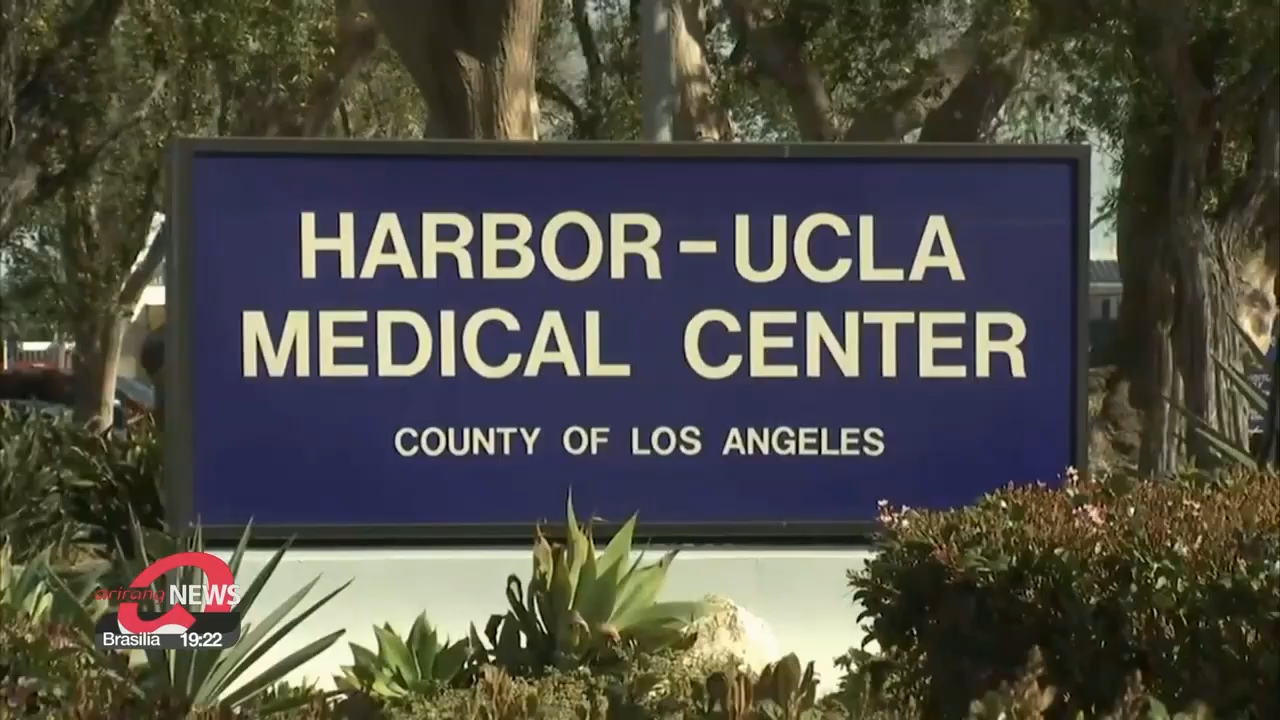 HARBOR-UCLA
MEDICAL CENTER
COUNTY OF LOS ANGELES
arirang NEWS
Brasilia 19:22